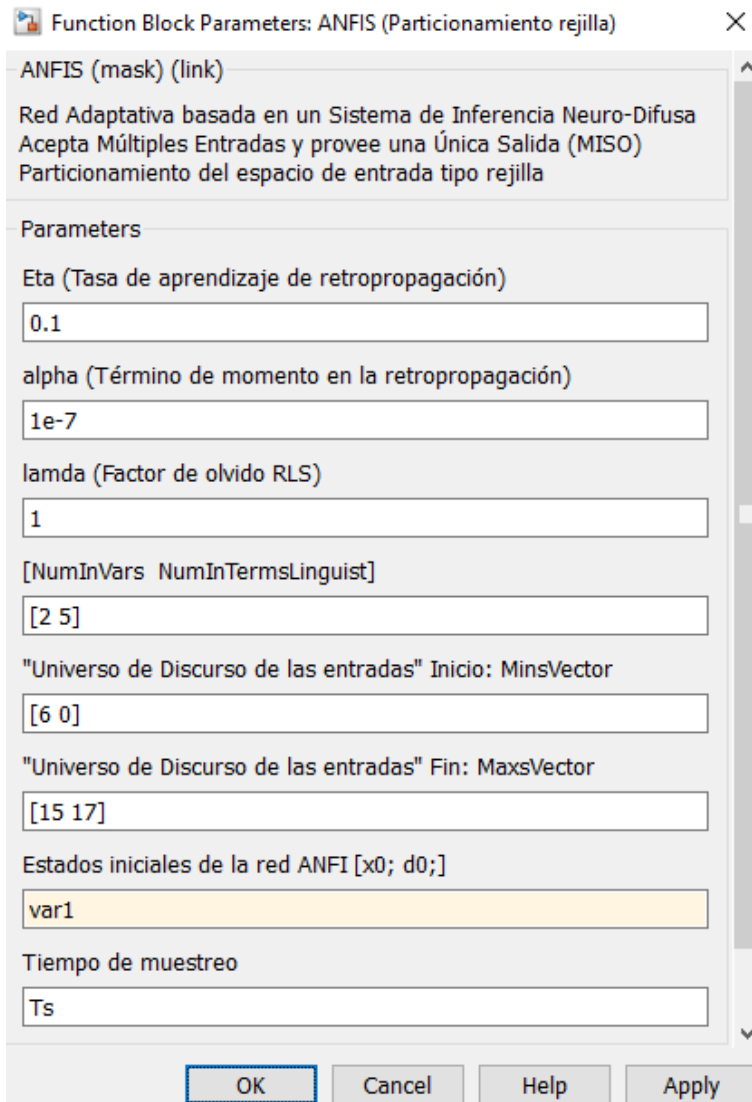 Function Block Parameters: ANFIS (Particionamiento rejilla)
ANFIS (mask) (link)
Red Adaptativa basada en un Sistema de Inferencia Neuro-Difusa
Acepta Múltiples Entradas y provee una Única Salida (MISO)
Particionamiento del espacio de entrada tipo rejilla
Parameters
Eta (Tasa de aprendizaje de retropropagación)
0.1
alpha (Término de momento en la retropropagación)
1e-7
lamda (Factor de olvido RLS)
1
[NumInVars  NumInTermsLinguist]
[2 5]
"Universo de Discurso de las entradas" Inicio: MinsVector
[6 0]
"Universo de Discurso de las entradas" Fin: MaxsVector
[15 17]
Estados iniciales de la red ANFI [x0; d0;]
var1
Tiempo de muestreo
Ts
OK Cancel Help Apply